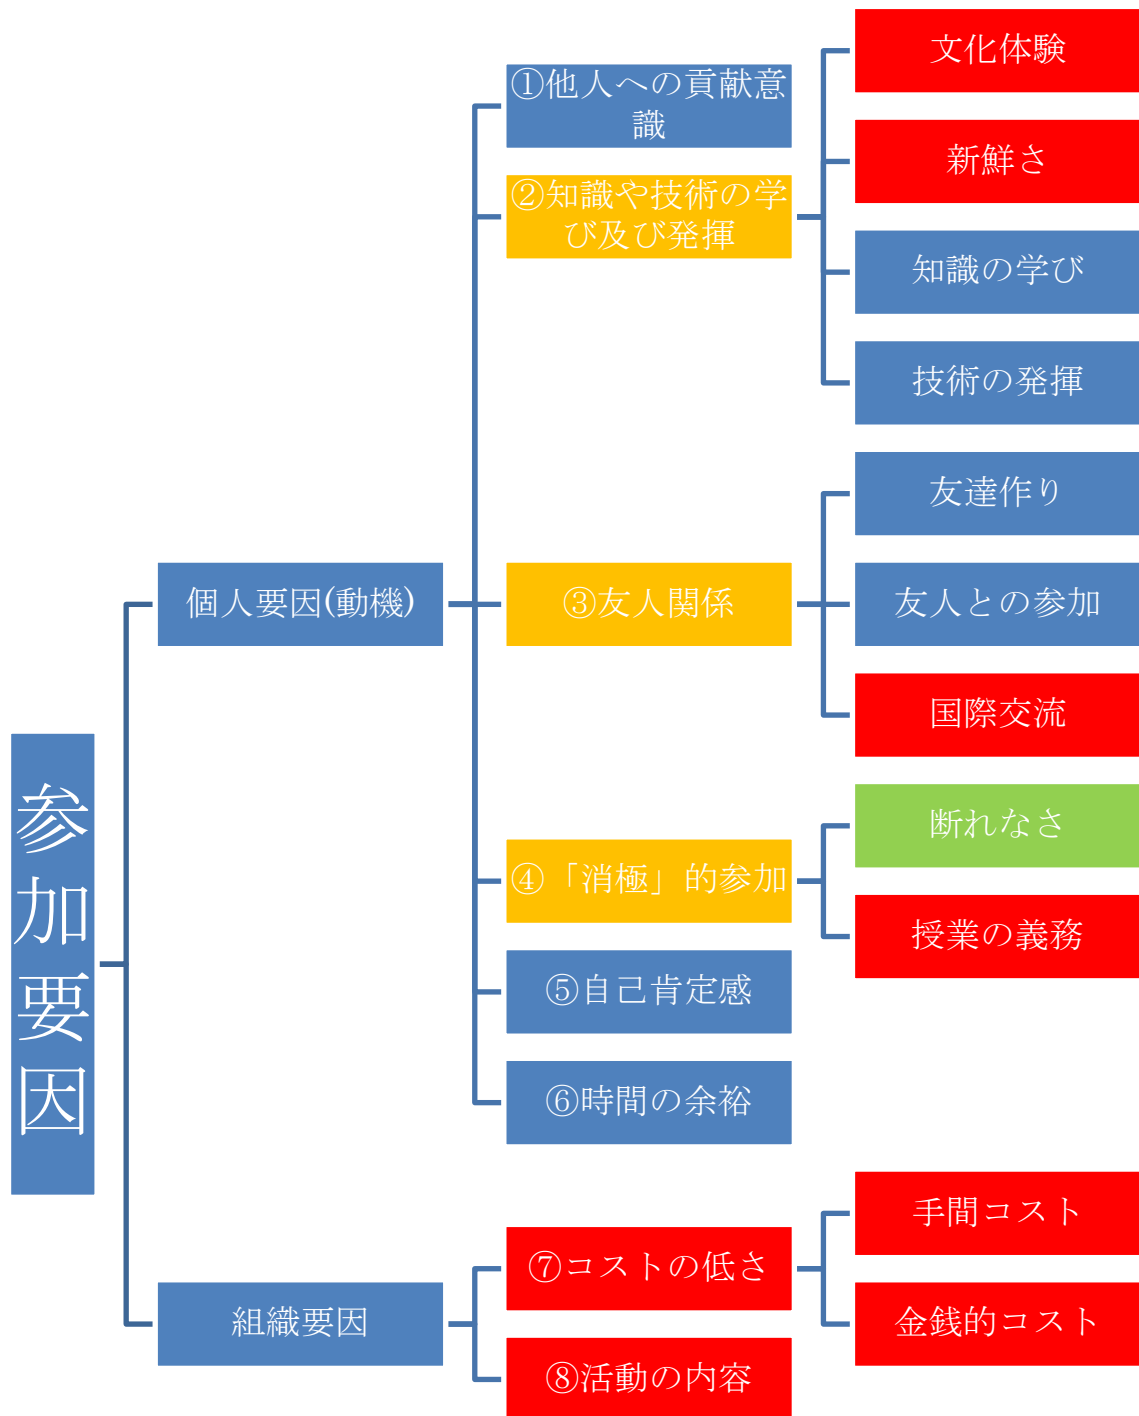 参加要因
個人要因(動機)
①他人への貢献意
識
②知識や技術の学
び及び発揮
文化体験
新鮮さ
知識の学び
技術の発揮
③友人関係
友達作り
友人との参加
国際交流
④「消極」的参加
断れなさ
授業の義務
⑤自己肯定感
⑥時間の余裕
組織要因
⑦コストの低さ
手間コスト
金銭的コスト
⑧活動の内容